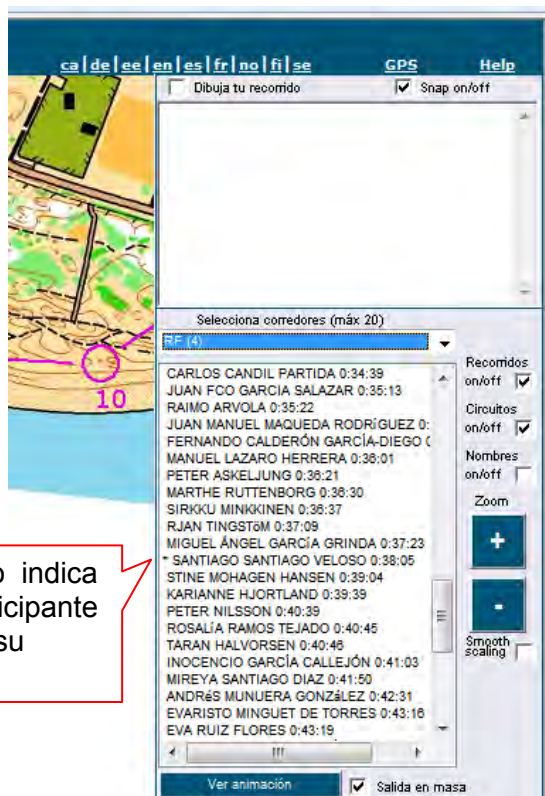 ca|de|ee|en|es|fr|no|fi|se GPS Help
Dibuja tu recorrido Snap on/off
Selecciona corredores (máx 20)
RF (4)
CARLOS CANDIL PARTIDA 0:34:39
JUAN FCO GARCIA SALAZAR 0:35:13
RAIMO ARVOLA 0:35:22
JUAN MANUEL MAQUEDA RODRíGUEZ 0:
FERNANDO CALDERÓN GARCÍA-DIEGO 0
MANUEL LAZARO HERRERA 0:36:01
PETER ASKELJUNG 0:36:21
MARTHE RUTTENBORG 0:36:30
SIRKKU MINKKINEN 0:36:37
RJAN TINGSTöM 0:37:09
MIGUEL ÁNGEL GARCíA GRINDA 0:37:23
* SANTIAGO SANTIAGO VELOSO 0:38:05
STINE MOHAGEN HANSEN 0:39:04
KARIANNE HJORTLAND 0:39:39
PETER NILSSON 0:40:39
ROSALíA RAMOS TEJADO 0:40:45
TARAN HALVORSEN 0:40:46
INOCENCIO GARCÍA CALLEJÓN 0:41:03
MIREYA SANTIAGO DIAZ 0:41:50
ANDRéS MUNUERA GONZáLEZ 0:42:31
EVARISTO MINGUET DE TORRES 0:43:16
EVA RUIZ FLORES 0:43:19
Recorridos
on/off
Circuitos
on/off
Nombres
on/off
Zoom
+
-
Smooth
scaling
Ver animación Salida en masa
10
o indica
icipante
su